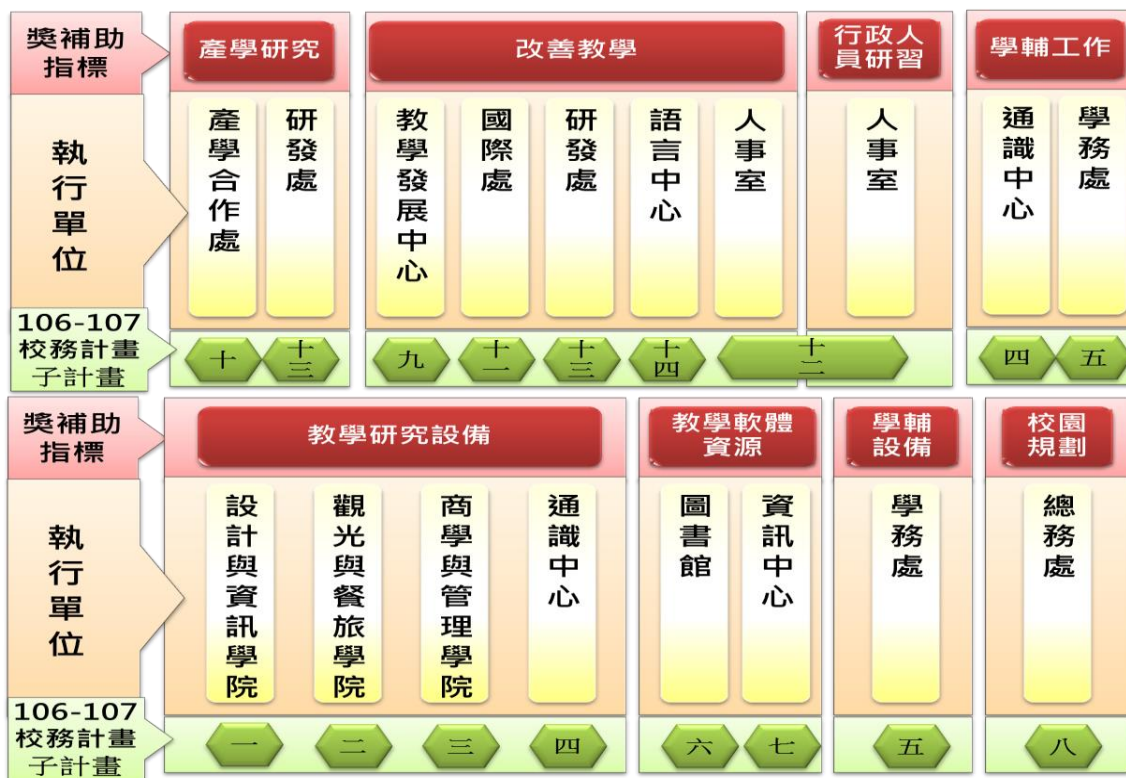 獎補助
指標
產學研究
改善教學
行政人
員研習
學輔工作
執行單位
產學合作處
研發處
教學發展中心
國際處
研發處
語言中心
人事室
人事室
通識中心
學務處
106-107
校務計畫
子計畫
十
十三
九
十一
十三
十四
十二
四
五
獎補助
指標
教學研究設備
教學軟體
資源
學輔
設備
校園
規劃
執行單位
設計與資訊學院
觀光與餐旅學院
商學與管理學院
通識中心
圖書館
資訊中心
學務處
總務處
106-107
校務計畫
子計畫
一
二
三
四
六
七
五
八